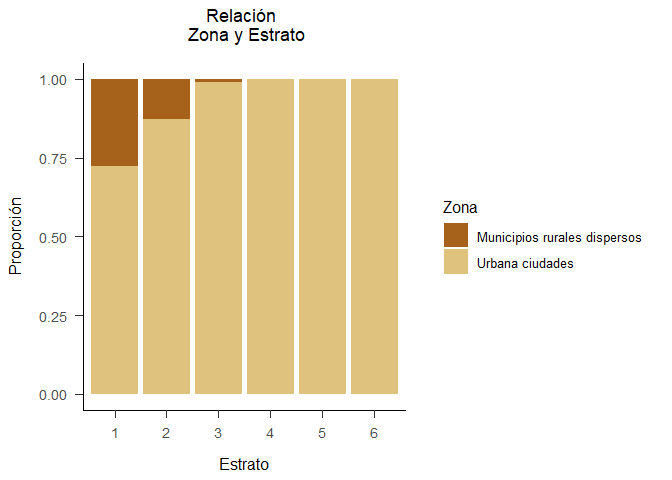 Relación
Zona y Estrato
1.00
0.75
0.50
0.25
0.00
Proporción
1 2 3 4 5 6
Estrato
Zona
Municipios rurales dispersos
Urbana ciudades